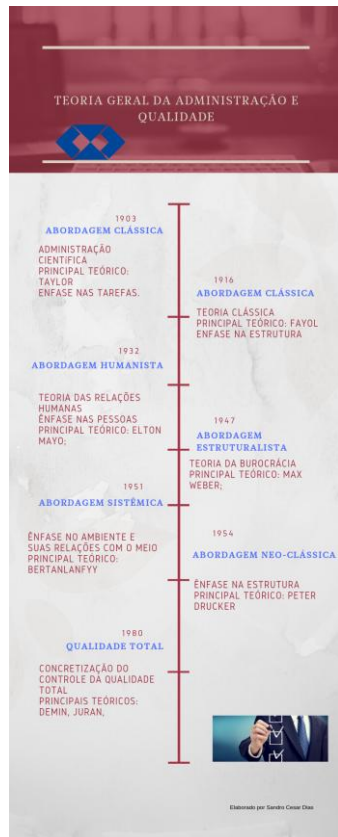 TEORIA GERAL DA ADMINISTRAÇÃO E
QUALIDADE
1903
ABORDAGEM CLÁSSICA
ADMINISTRAÇÃO
CIENTíFICA
PRINCIPAL TEÓRICO:
TAYLOR
ENFASE NAS TAREFAS.
1916
ABORDAGEM CLÁSSICA
TEORIA CLÁSSICA
PRINCIPAL TEÓRICO: FAYOL
ENFASE NA ESTRUTURA
1932
ABORDAGEM HUMANISTA
TEORIA DAS RELAÇÕES
HUMANAS
ÊNFASE NAS PESSOAS
PRINCIPAL TEÓRICO: ELTON
MAYO;
1947
ABORDAGEM
ESTRUTURALISTA
TEORIA DA BUROCRÁCIA
PRINCIPAL TEÓRICO: MAX
WEBER;
1951
ABORDAGEM SISTÊMICA
ÊNFASE NO AMBIENTE E
SUAS RELAÇÕES COM O MEIO
PRINCIPAL TEÓRICO:
BERTANLANFYY
1954
ABORDAGEM NEO-CLÁSSICA
ÊNFASE NA ESTRUTURA
PRINCIPAL TEÓRICO: PETER
DRUCKER
1980
QUALIDADE TOTAL
CONCRETIZAÇÃO DO
CONTROLE DA QUALIDADE
TOTAL
PRINCIPAIS TEÓRICOS:
DEMIN, JURAN,
Elaborado por Sandro Cesar Dias